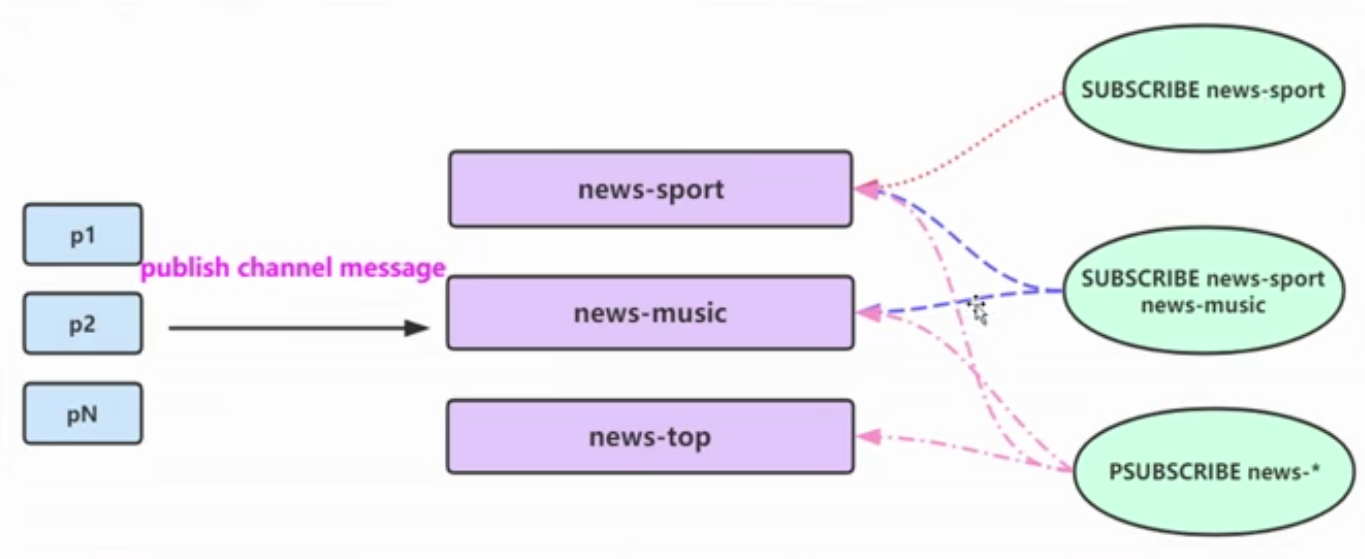 p1
p2
pN
publish channel message
news-sport
news-music
news-top
SUBSCRIBE news-sport
SUBSCRIBE news-sport
news-music
PSUBSCRIBE news-*